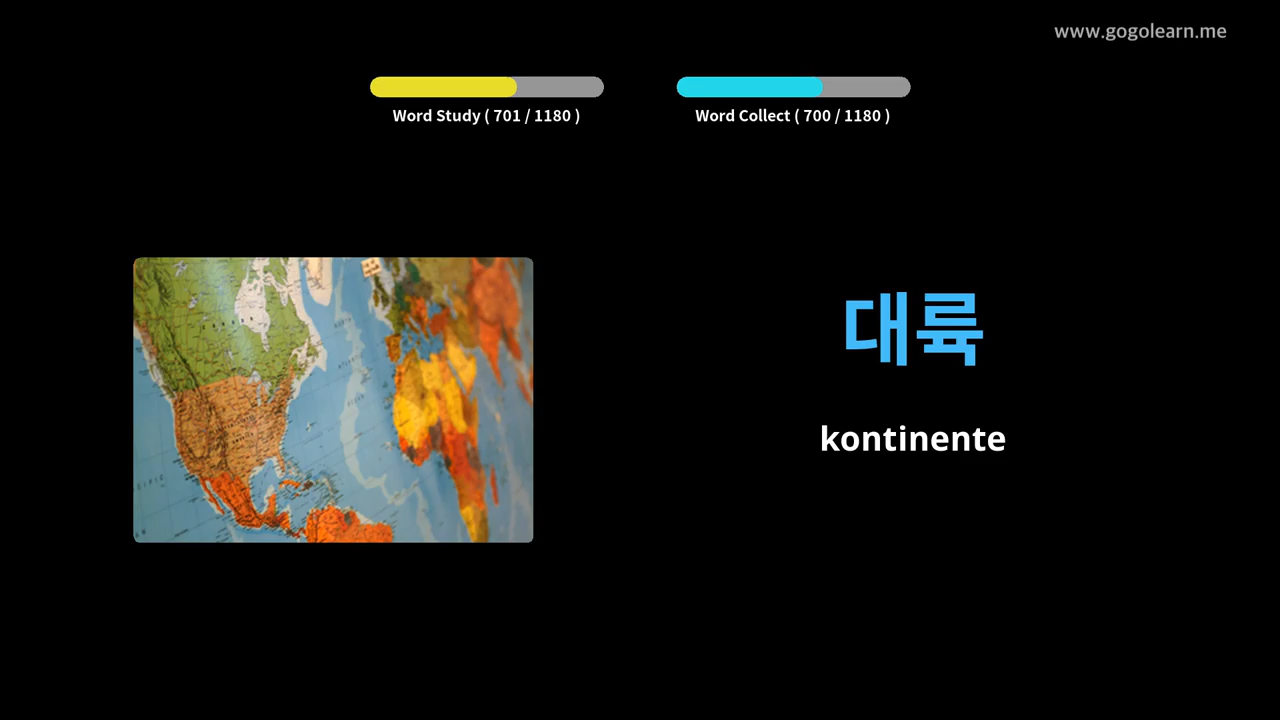 www.gogolearn.me
Word Study ( 701 / 1180 )
Word Collect ( 700 / 1180 )
대륙
kontinente